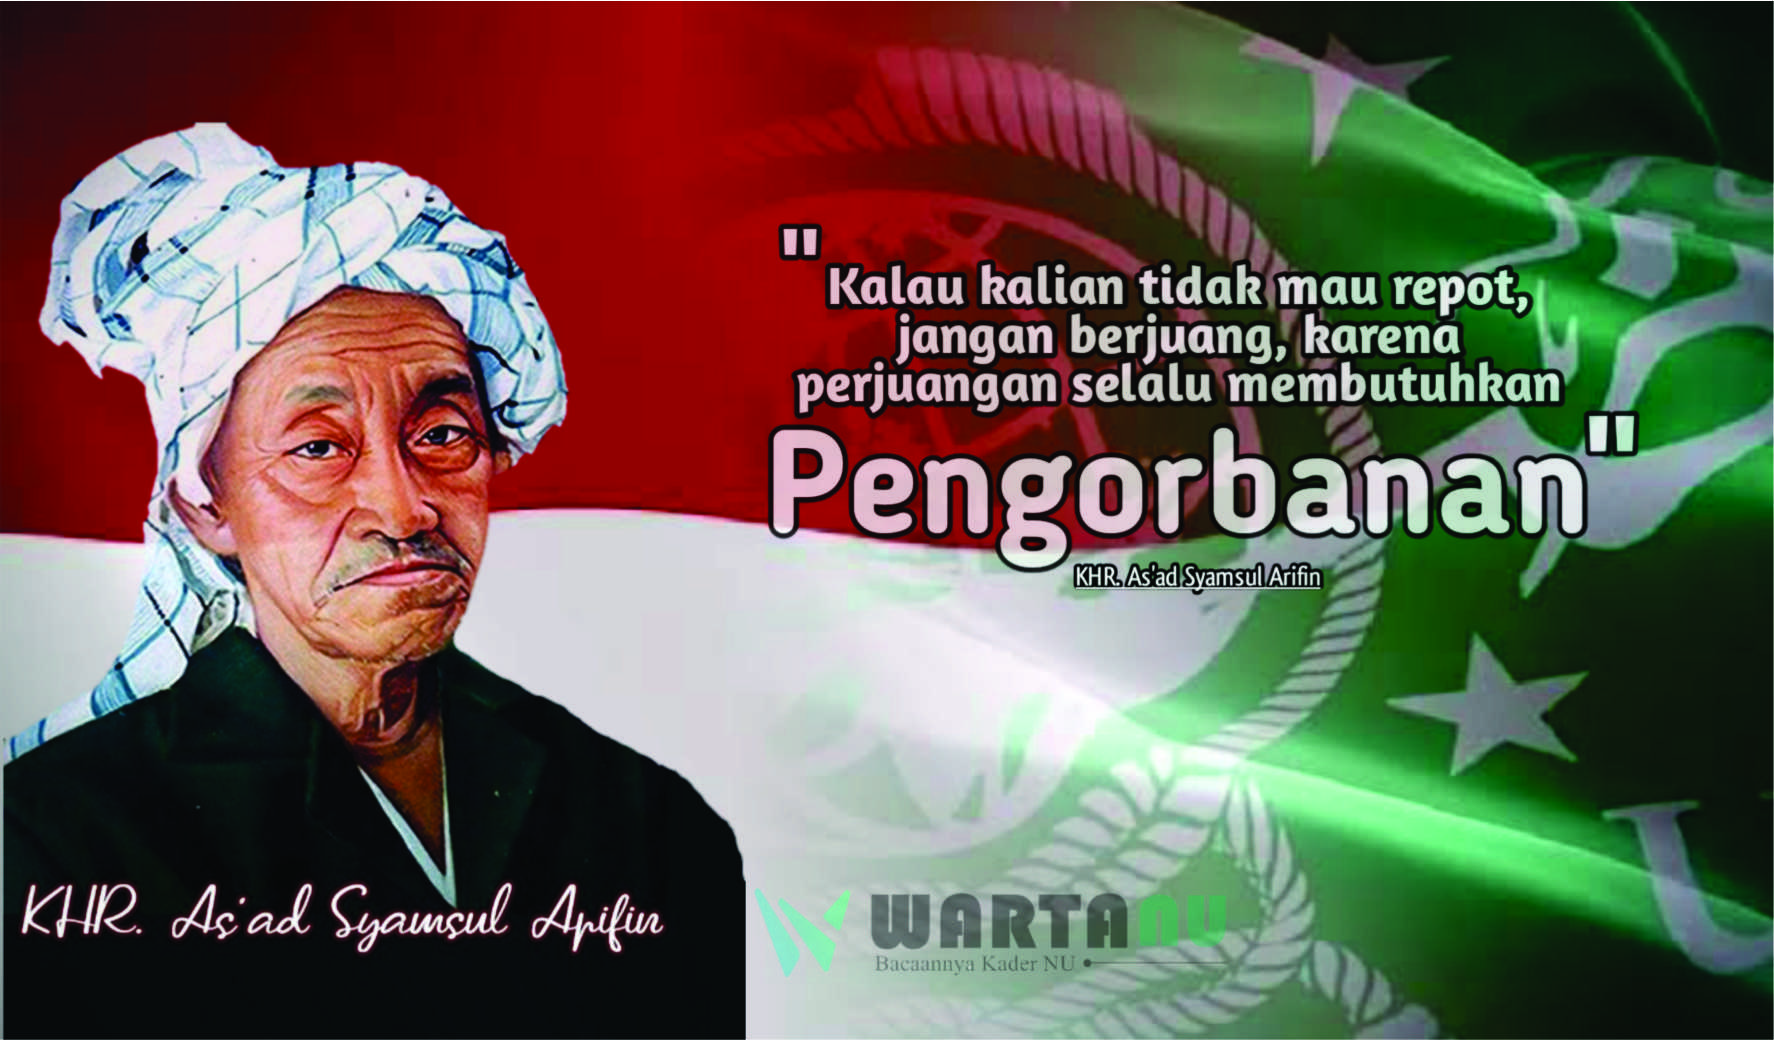 "Kalau kalian tidak mau repot,
jangan berjuang, karena
perjuangan selalu membutuhkan
Pengorbanan"
KHR. As'ad Syamsul Arifin
KHR. As'ad Syamsul Arifin
WARTANU
Bacaannya Kader NU